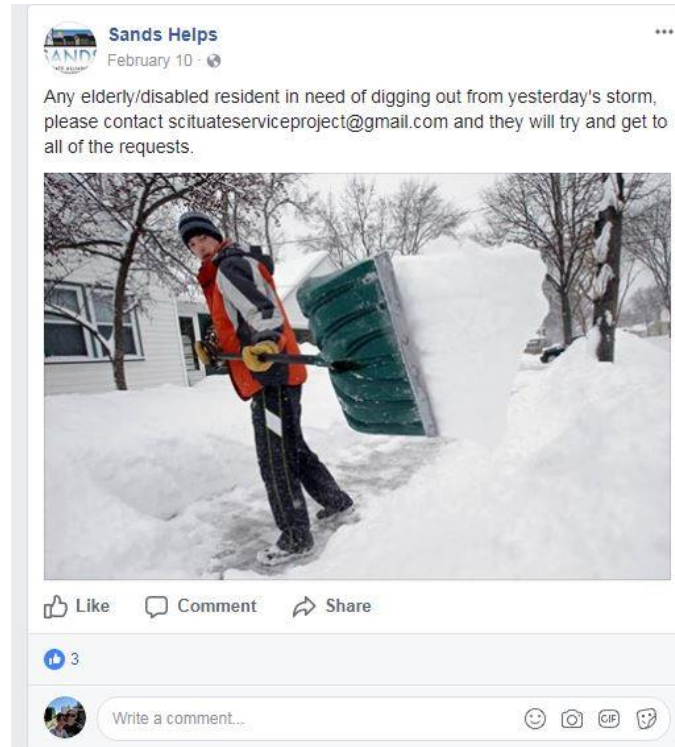 Sands Helps
February 10
Any elderly/disabled resident in need of digging out from yesterday's storm,
please contact scituateserviceproject@gmail.com and they will try and get to
all of the requests.
Like Comment Share
3
Write a comment...
GIF